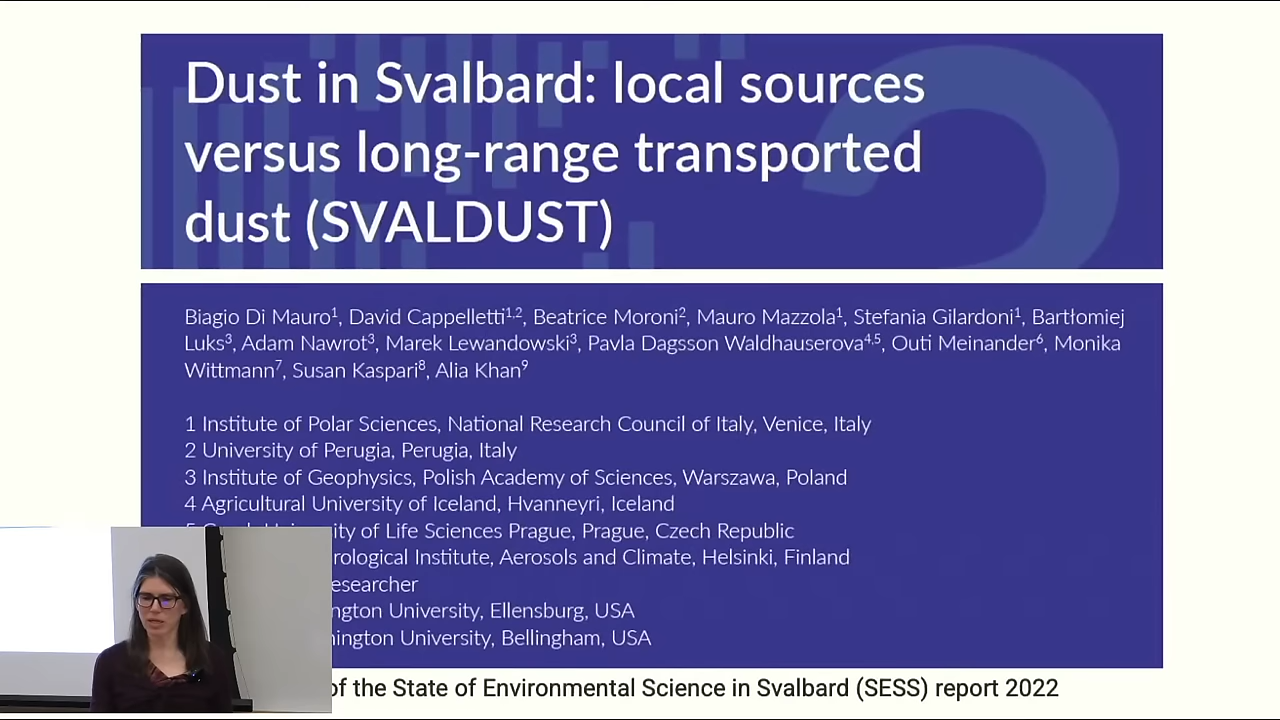 Dust in Svalbard: local sources
versus long-range transported
dust (SVALDUST)
Biagio Di Mauro1, David Cappelletti1,2, Beatrice Moroni2, Mauro Mazzola1, Stefania Gilardoni1, Bartłomiej
Luks3, Adam Nawrot3, Marek Lewandowski3, Pavla Dagsson Waldhauserova4,5, Outi Meinander6, Monika
Wittmann7, Susan Kaspari8, Alia Khan9
1 Institute of Polar Sciences, National Research Council of Italy, Venice, Italy
2 University of Perugia, Perugia, Italy
3 Institute of Geophysics, Polish Academy of Sciences, Warszawa, Poland
4 Agricultural University of Iceland, Hvanneyri, Iceland
of Life Sciences Prague, Prague, Czech Republic
Institute, Aerosols and Climate, Helsinki, Finland
University, Ellensburg, USA
University, Bellingham, USA
of the State of Environmental Science in Svalbard (SESS) report 2022